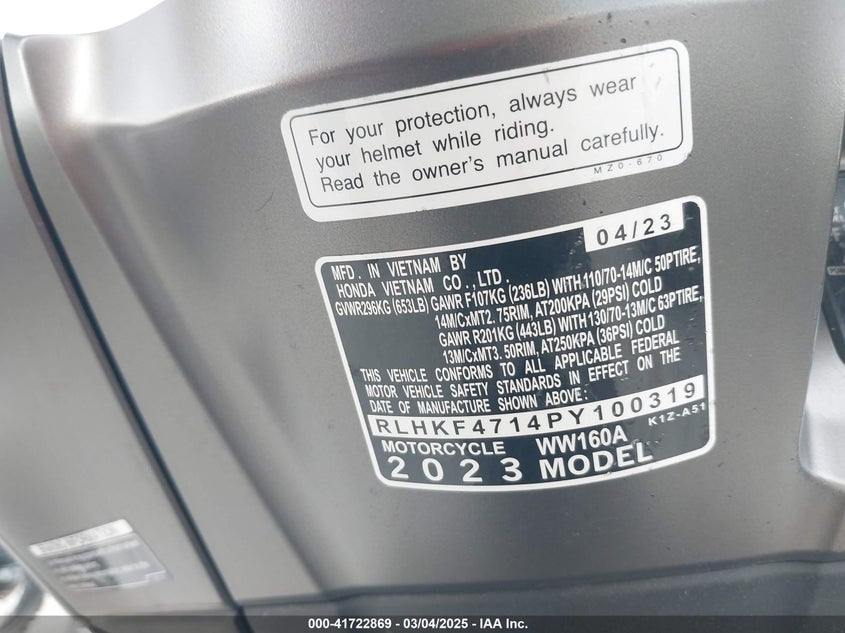 For your protection, always wear
your helmet while riding.
Read the owner's manual carefully.
MZ0-670
04/23
MFD. IN VIETNAM BY
HONDA VIETNAM CO.,LTD.
GVWR296KG (653LB) GAWR F107KG (236LB) WITH 110/70-14M/C 50PTIRE,
14M/CxMT2. 75RIM, AT200KPA (29PSI) COLD
GAWR R201KG (443LB) WITH 130/70-13M/C 63PTIRE,
13M/CxMT3. 50RIM, AT250KPA (36PSI) COLD
THIS VEHICLE CONFORMS TO ALL APPLICABLE FEDERAL
MOTOR VEHICLE SAFETY STANDARDS IN EFFECT ON THE
DATE OF MANUFACTURE SHOWN ABOVE:
RLHKF4714PY100319
K1Z-A51
MOTORCYCLE WW160A
2023 MODEL
000-41722869 / 03/04/2025 - IAA Inc.